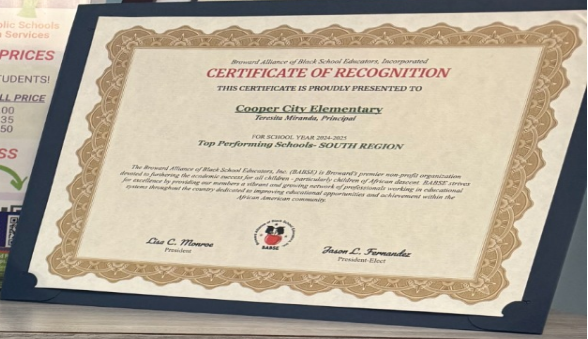 olic Schools
n Services
PRICES
TUDENTS!
LL PRICE
00
35
50
SS
Broward Alliance of Black School Educators, Incorporated
CERTIFICATE OF RECOGNITION
THIS CERTIFICATE IS PROUDLY PRESENTED TO
Cooper City Elementary
Teresita Miranda, Principal
FOR SCHOOL YEAR 2024-2025
Top Performing Schools- SOUTH REGION
The Broward Alliance of Black School Educators, Inc. (BABSE) is Broward's premier non-profit organization
devoted to furthering the academic success for all children - particularly children of African descent. BABSE strives
for excellence by providing our members a vibrant and growing network of professionals working in educational
systems throughout the country dedicated to improving educational opportunities and achievement within the
African American community.
BABSE
Lisa C. Monroe
President
Jason L. Fernandez
President-Elect